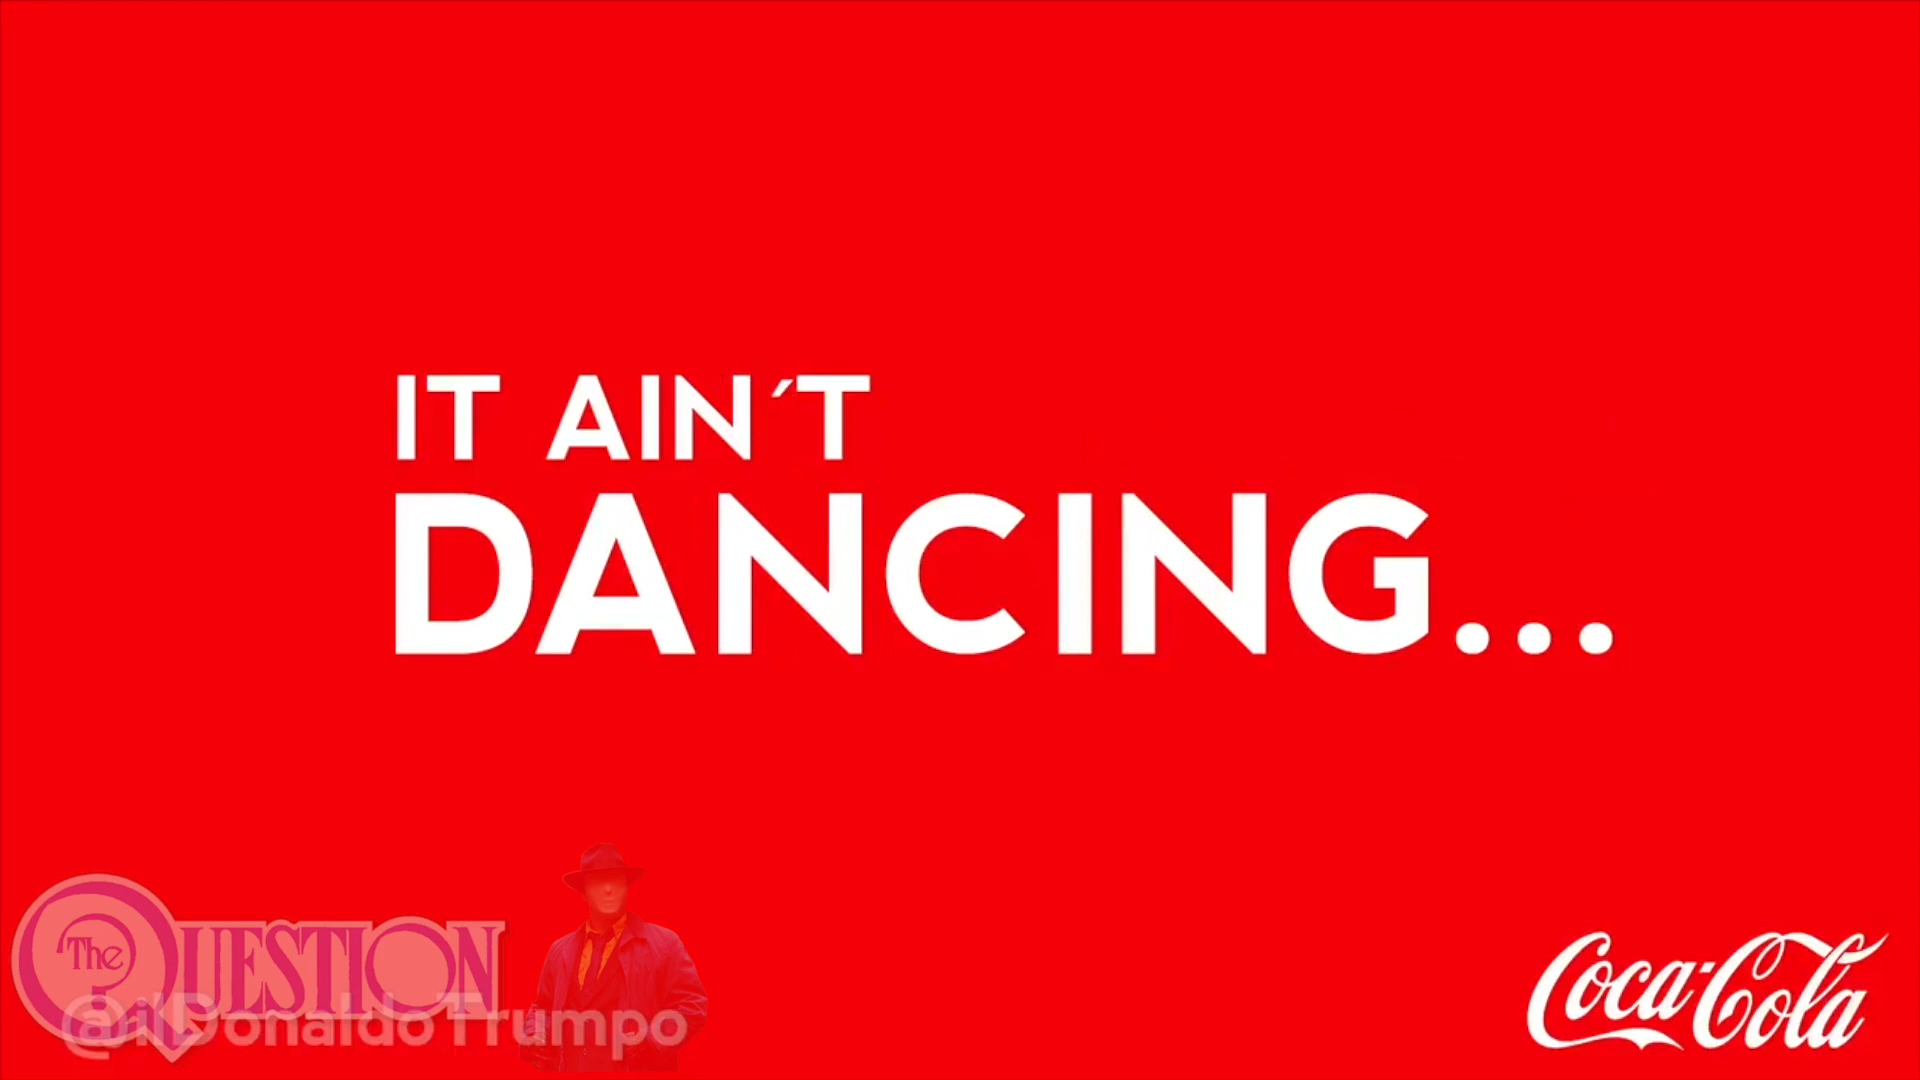 IT AIN´T
DANCING...
The QUESTION
@ilDonaldoTrumpo
Coca-Cola